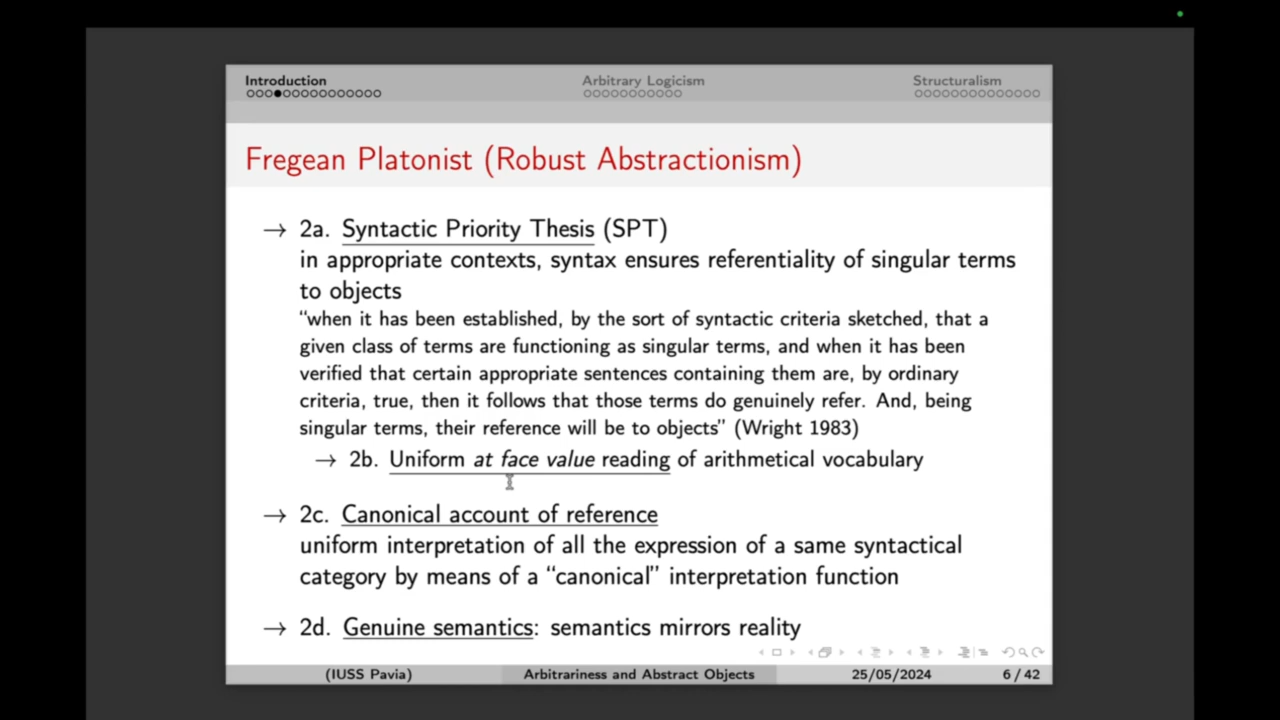 Introduction
Arbitrary Logicism
Structuralism
Fregean Platonist (Robust Abstractionism)
→ 2a. Syntactic Priority Thesis (SPT)
in appropriate contexts, syntax ensures referentiality of singular terms
to objects
“when it has been established, by the sort of syntactic criteria sketched, that a
given class of terms are functioning as singular terms, and when it has been
verified that certain appropriate sentences containing them are, by ordinary
criteria, true, then it follows that those terms do genuinely refer. And, being
singular terms, their reference will be to objects” (Wright 1983)
→ 2b. Uniform at face value reading of arithmetical vocabulary
→ 2c. Canonical account of reference
uniform interpretation of all the expression of a same syntactical
category by means of a “canonical” interpretation function
→ 2d. Genuine semantics: semantics mirrors reality
(IUSS Pavia)
Arbitrariness and Abstract Objects
25/05/2024
6 / 42